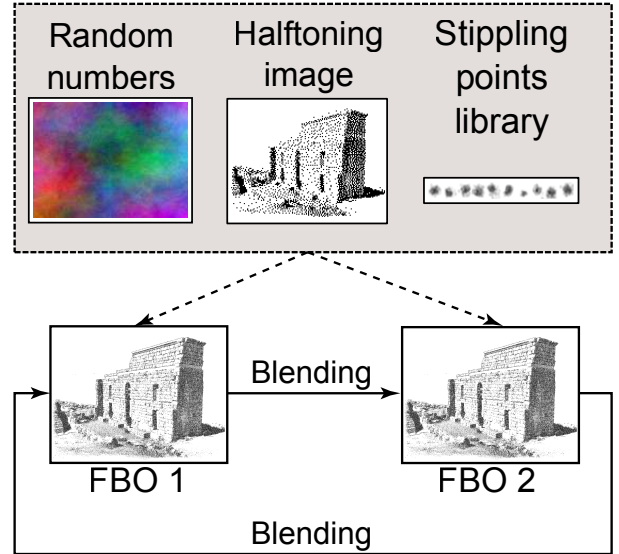 Random
numbers
Halftoning
image
Stippling
points
library
Blending
FBO 1
FBO 2
Blending